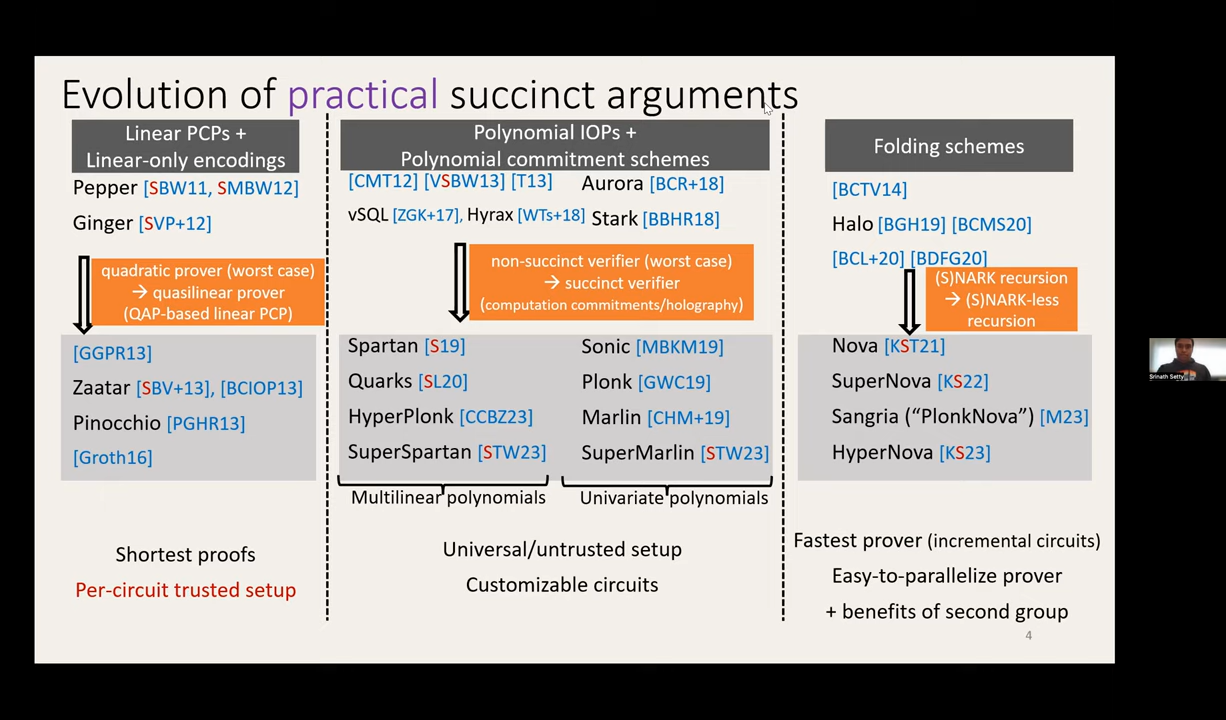 Evolution of practical succinct arguments
Linear PCPs +
Linear-only encodings
Pepper [SBW11, SMBW12]
Ginger [SVP+12]
quadratic prover (worst case)
→ quasilinear prover
(QAP-based linear PCP)
[GGPR13]
Zaatar [SBV+13], [BCIOP13]
Pinocchio [PGHR13]
[Groth16]
Shortest proofs
Per-circuit trusted setup
Polynomial IOPs +
Polynomial commitment schemes
[CMT12] [VSBW13] [T13]
vSQL [ZGK+17], Hyrax [WTs+18]
Aurora [BCR+18]
Stark [BBHR18]
non-succinct verifier (worst case)
→ succinct verifier
(computation commitments/holography)
Spartan [S19]
Quarks [SL20]
HyperPlonk [CCBZ23]
SuperSpartan [STW23]
Multilinear polynomials
Sonic [MBKM19]
Plonk [GWC19]
Marlin [CHM+19]
SuperMarlin [STW23]
Univariate polynomials
Universal/untrusted setup
Customizable circuits
Folding schemes
[BCTV14]
Halo [BGH19] [BCMS20]
[BCL+20] [BDFG20]
(S)NARK recursion
→ (S)NARK-less
recursion
Nova [KST21]
SuperNova [KS22]
Sangria (“PlonkNova”) [M23]
HyperNova [KS23]
Fastest prover (incremental circuits)
Easy-to-parallelize prover
+ benefits of second group
4
Srinath Setty